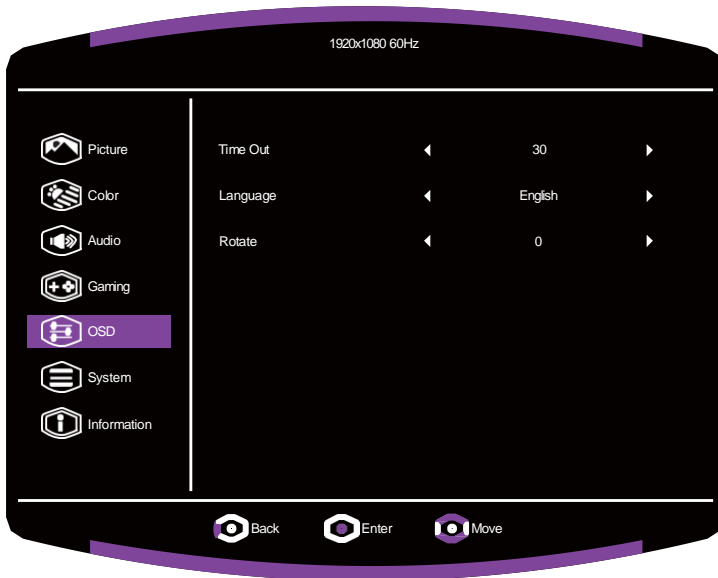 1920x1080 60Hz
Picture
Time Out 30
Color
Language English
Audio
Rotate 0
Gaming
OSD
System
Information
Back Enter Move